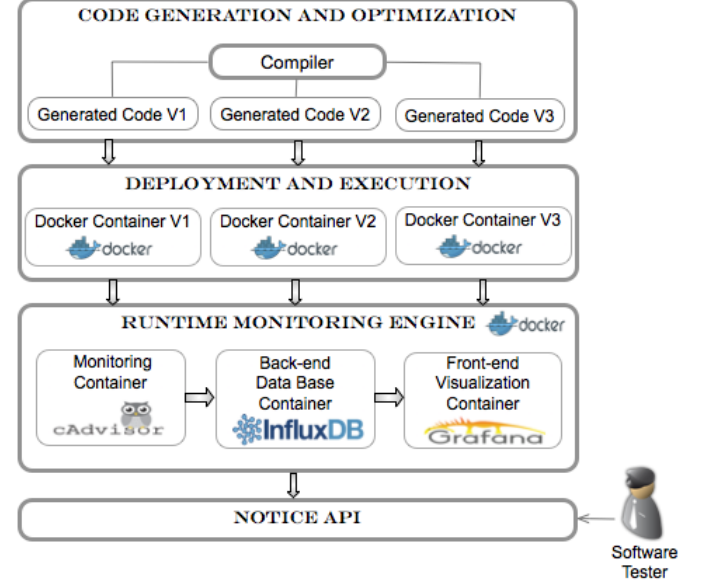 CODE GENERATION AND OPTIMIZATION
Compiler
Generated Code V1
Generated Code V2
Generated Code V3
DEPLOYMENT AND EXECUTION
Docker Container V1
docker
Docker Container V2
docker
Docker Container V3
docker
RUNTIME MONITORING ENGINE
docker
Monitoring
Container
cAdvisor
Back-end
Data Base
Container
InfluxDB
Front-end
Visualization
Container
Grafana
NOTICE API
Software
Tester